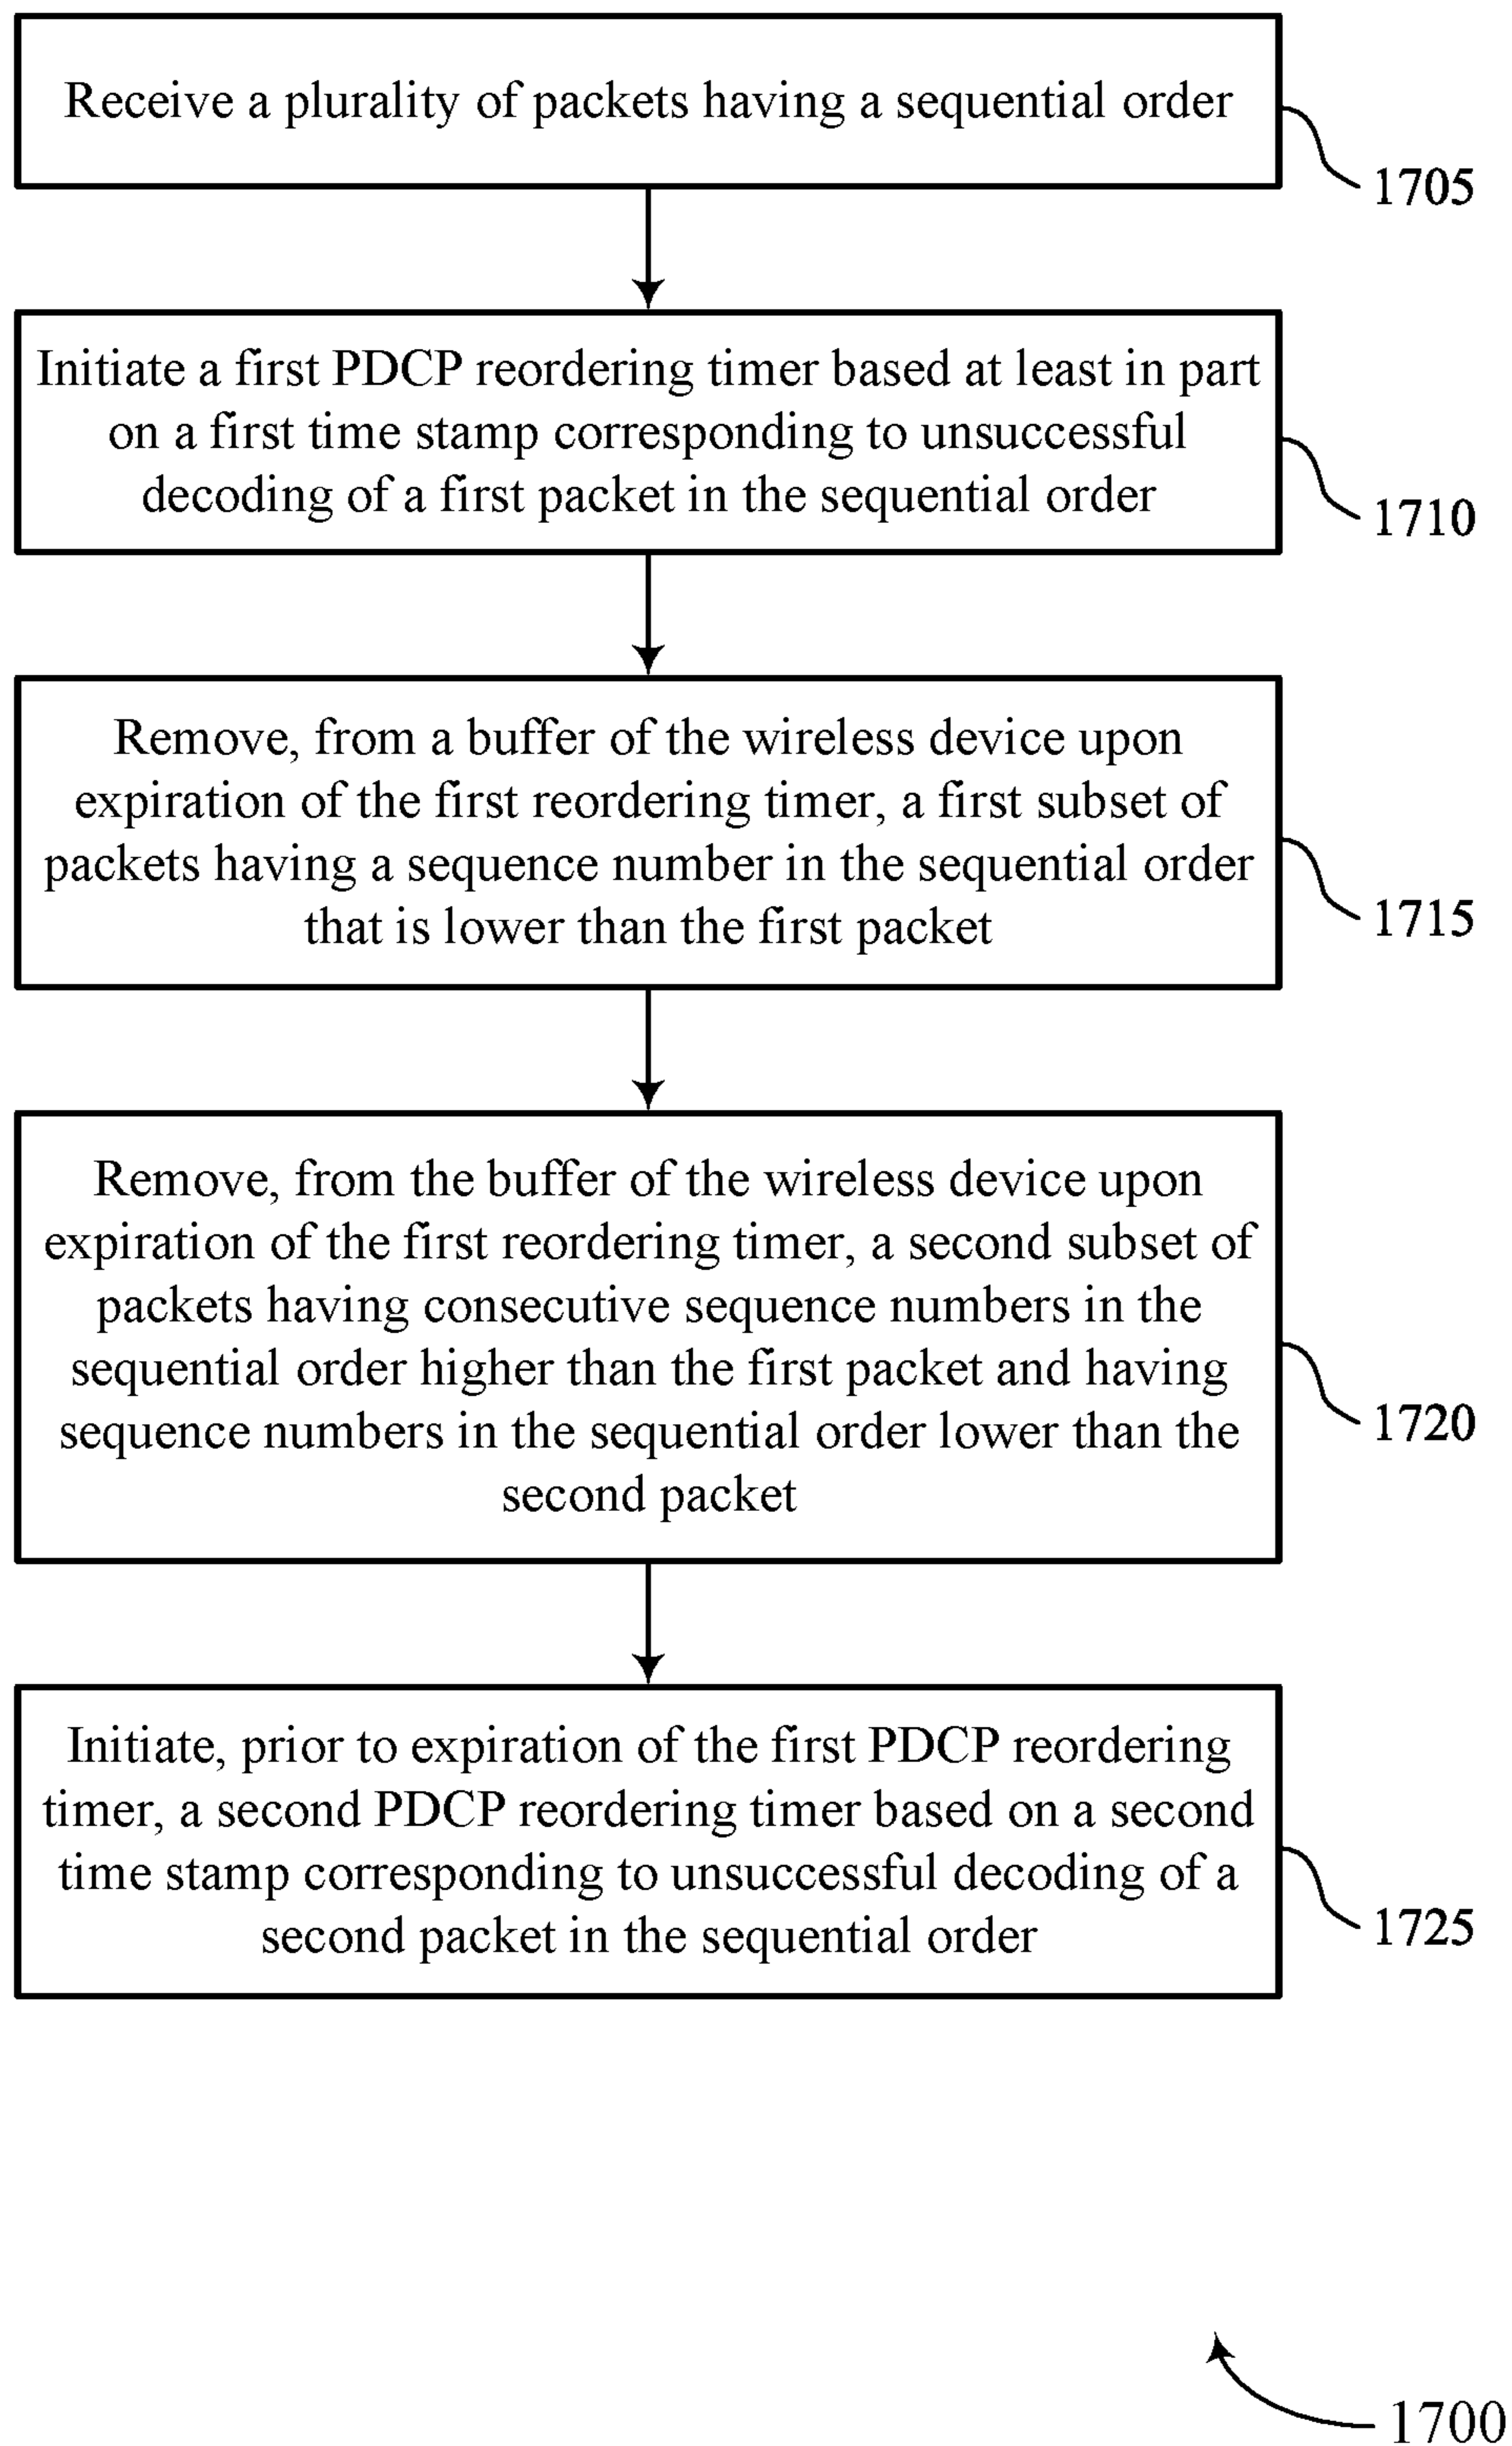 Receive a plurality of packets having a sequential order
1705
Initiate a first PDCP reordering timer based at least in part
on a first time stamp corresponding to unsuccessful
decoding of a first packet in the sequential order
1710
Remove, from a buffer of the wireless device upon
expiration of the first reordering timer, a first subset of
packets having a sequence number in the sequential order
that is lower than the first packet
1715
Remove, from the buffer of the wireless device upon
expiration of the first reordering timer, a second subset of
packets having consecutive sequence numbers in the
sequential order higher than the first packet and having
sequence numbers in the sequential order lower than the
second packet
1720
Initiate, prior to expiration of the first PDCP reordering
timer, a second PDCP reordering timer based on a second
time stamp corresponding to unsuccessful decoding of a
second packet in the sequential order
1725
1700